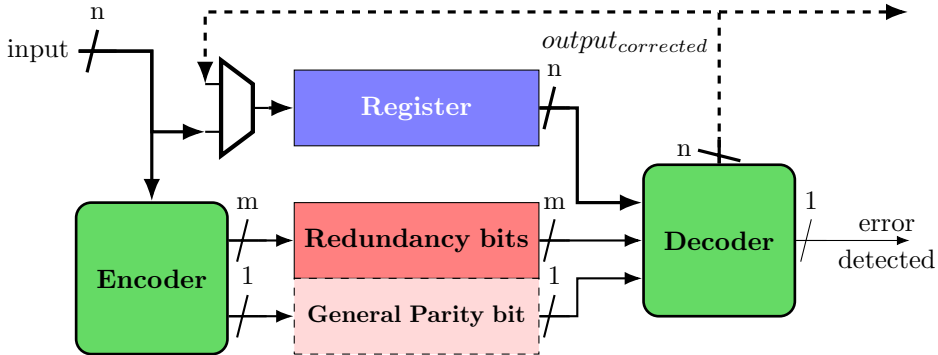 n
input
output_corrected
n
Register
n
m
m
1
Redundancy bits
Decoder
error
detected
Encoder
1
1
General Parity bit